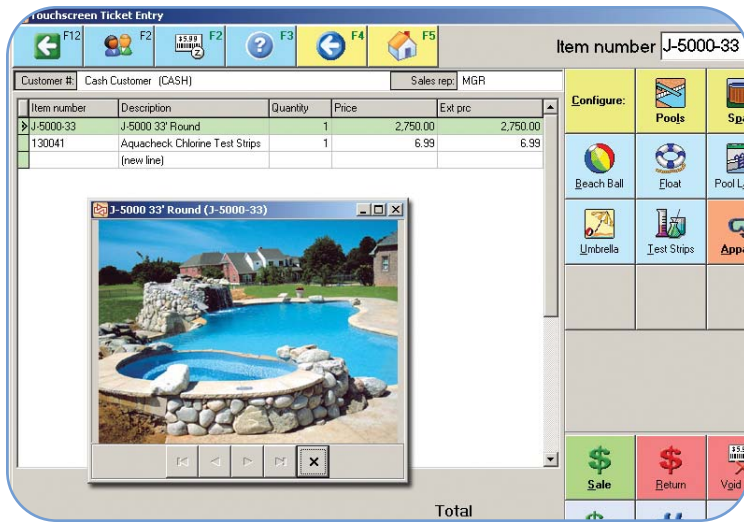 Touchscreen Ticket Entry
F12 F2 F2 F3 F4 F5
Item number J-5000-33
Customer #: Cash Customer (CASH) Sales rep: MGR
Item number Description Quantity Price Ext prc
J-5000-33 J-5000 33' Round 1 2,750.00 2,750.00
130041 Aquacheck Chlorine Test Strips 1 6.99 6.99
(new line)
Configure: Pools
Beach Ball Float Pool
Umbrella Test Strips
J-5000 33' Round (J-5000-33)
Sale Return Void
Total